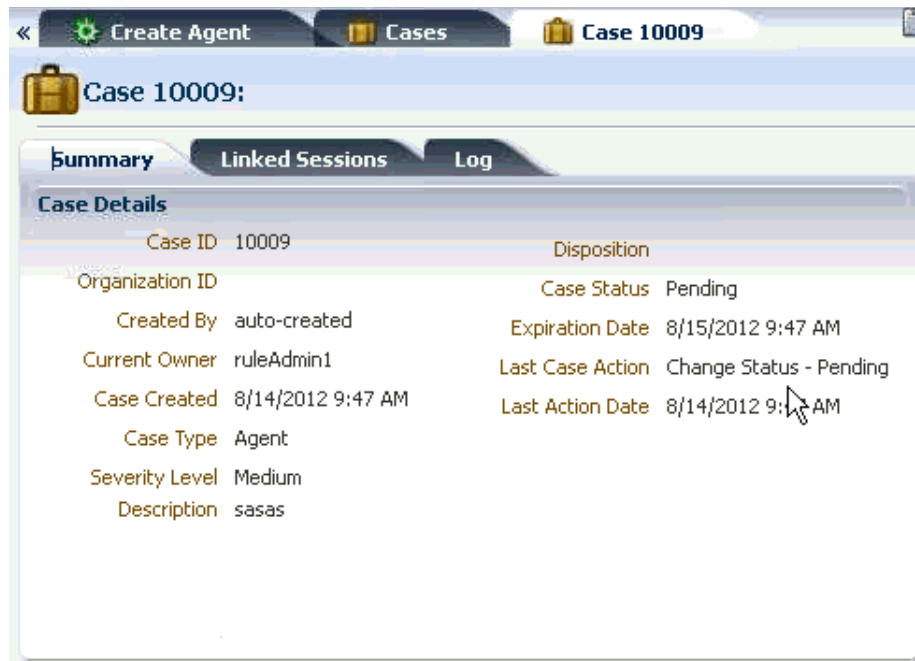 « Create Agent Cases Case 10009
Case 10009:
Summary Linked Sessions Log
Case Details
Case ID 10009
Organization ID
Created By auto-created
Current Owner ruleAdmin1
Case Created 8/14/2012 9:47 AM
Case Type Agent
Severity Level Medium
Description sasas
Disposition
Case Status Pending
Expiration Date 8/15/2012 9:47 AM
Last Case Action Change Status - Pending
Last Action Date 8/14/2012 AM